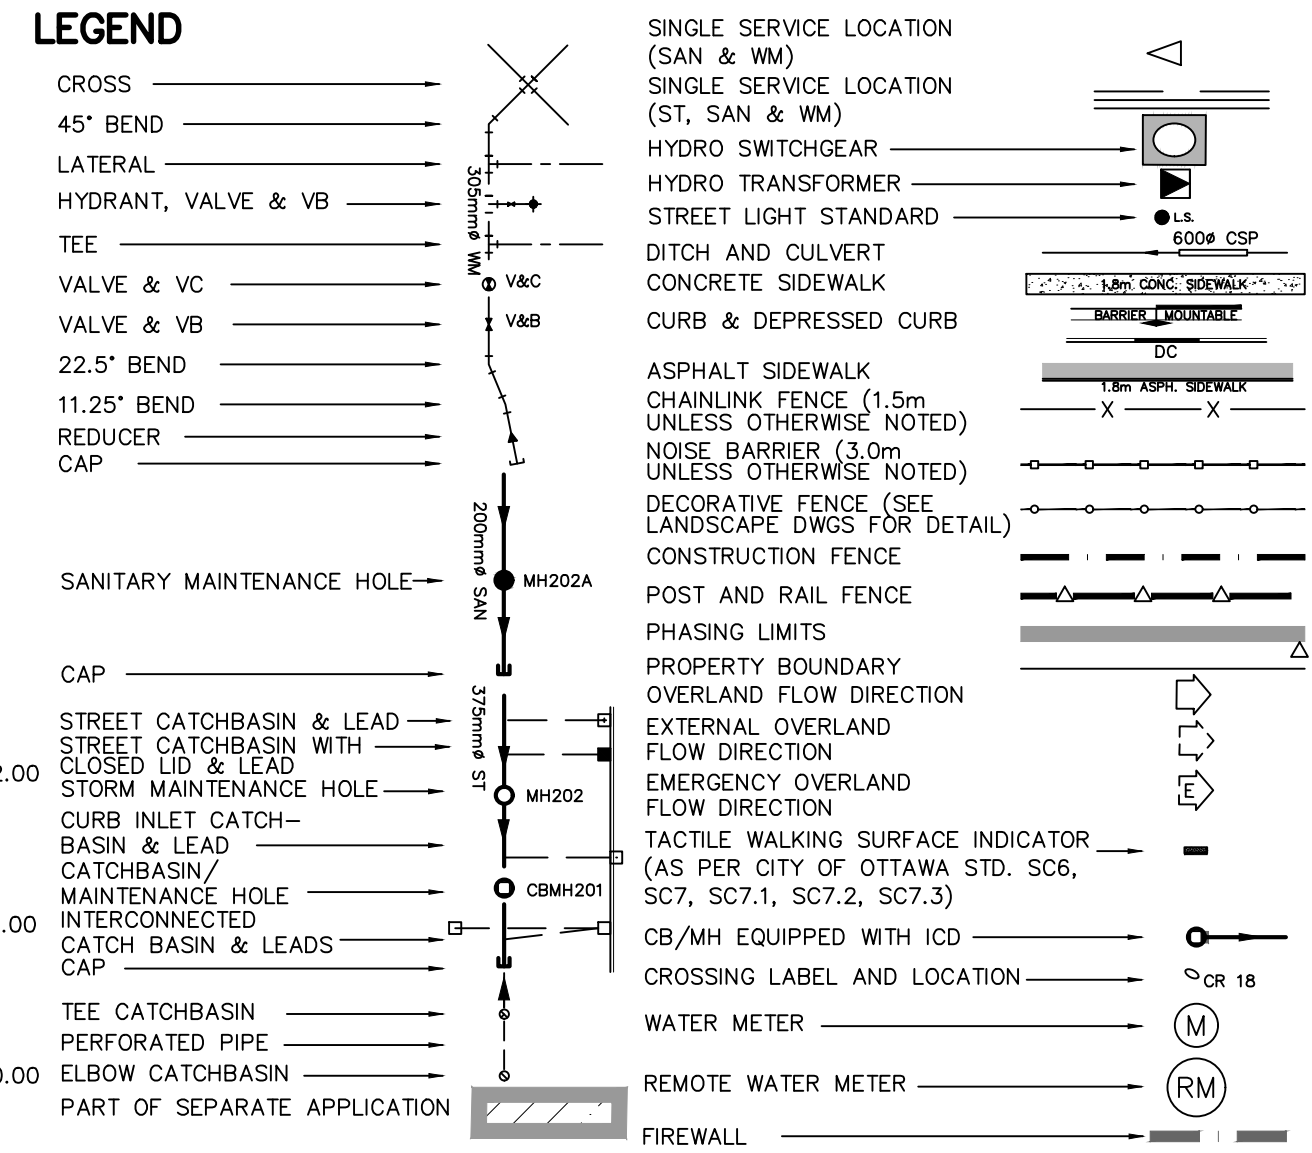 LEGEND
CROSS
45° BEND
LATERAL
HYDRANT, VALVE & VB
TEE
VALVE & VC
VALVE & VB
22.5° BEND
11.25° BEND
REDUCER
CAP
SANITARY MAINTENANCE HOLE
CAP
STREET CATCHBASIN & LEAD
STREET CATCHBASIN WITH
CLOSED LID & LEAD
STORM MAINTENANCE HOLE
CURB INLET CATCH-
BASIN & LEAD
CATCHBASIN/
MAINTENANCE HOLE
INTERCONNECTED
CATCH BASIN & LEADS
CAP
TEE CATCHBASIN
PERFORATED PIPE
ELBOW CATCHBASIN
PART OF SEPARATE APPLICATION
2.00
.00
0.00
305mmø WM
V&C
V&B
200mmø SAN
MH202A
375mmø ST
MH202
CBMH201
SINGLE SERVICE LOCATION
(SAN & WM)
SINGLE SERVICE LOCATION
(ST, SAN & WM)
HYDRO SWITCHGEAR
HYDRO TRANSFORMER
STREET LIGHT STANDARD
L.S.
DITCH AND CULVERT
600ø CSP
CONCRETE SIDEWALK
1.8m CONC. SIDEWALK
CURB & DEPRESSED CURB
BARRIER MOUNTABLE
DC
ASPHALT SIDEWALK
1.8m ASPH. SIDEWALK
CHAINLINK FENCE (1.5m
UNLESS OTHERWISE NOTED)
X X
NOISE BARRIER (3.0m
UNLESS OTHERWISE NOTED)
DECORATIVE FENCE (SEE
LANDSCAPE DWGS FOR DETAIL)
CONSTRUCTION FENCE
POST AND RAIL FENCE
PHASING LIMITS
PROPERTY BOUNDARY
OVERLAND FLOW DIRECTION
EXTERNAL OVERLAND
FLOW DIRECTION
EMERGENCY OVERLAND
FLOW DIRECTION
E
TACTILE WALKING SURFACE INDICATOR
(AS PER CITY OF OTTAWA STD. SC6,
SC7, SC7.1, SC7.2, SC7.3)
CB/MH EQUIPPED WITH ICD
CROSSING LABEL AND LOCATION
CR 18
WATER METER
M
REMOTE WATER METER
RM
FIREWALL